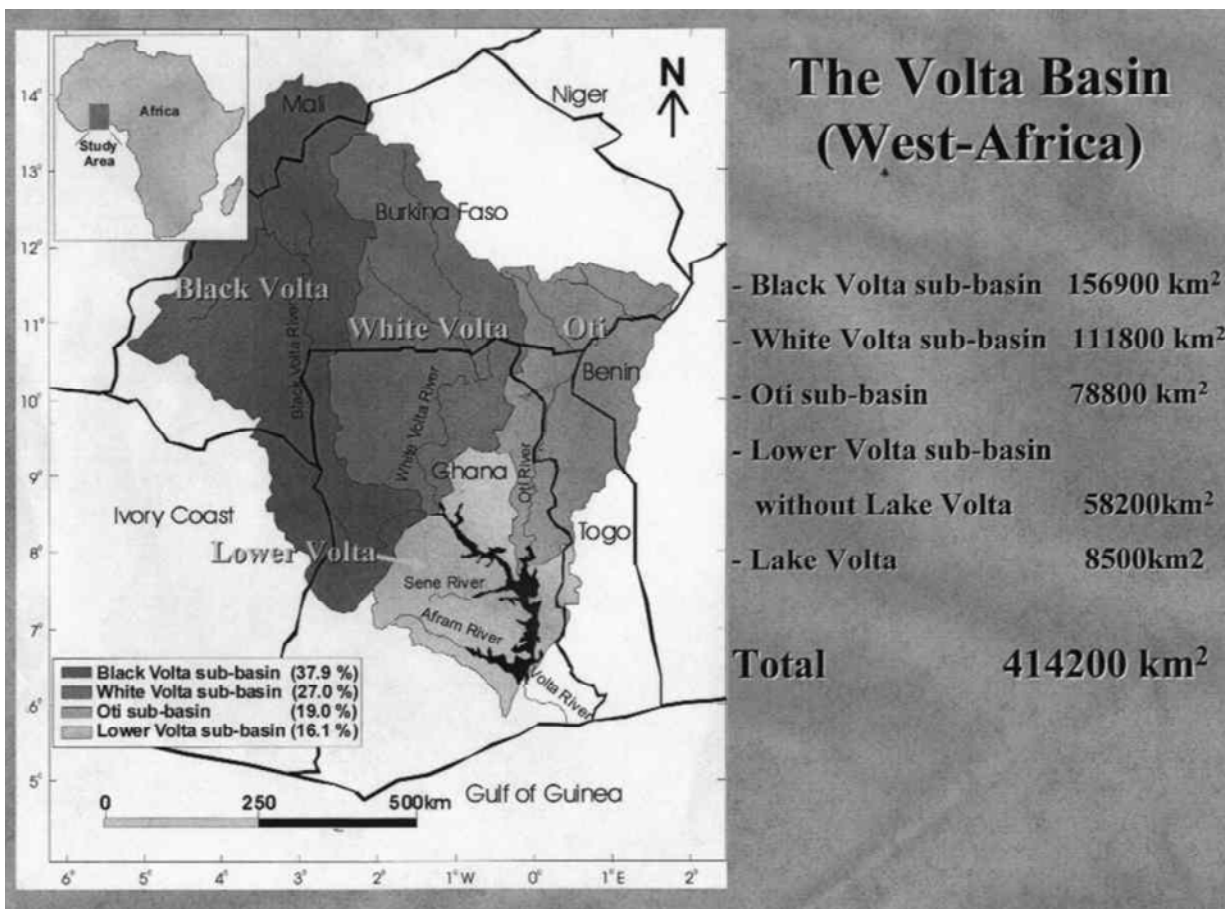 The Volta Basin
(West-Africa)
- Black Volta sub-basin 156900 km²
- White Volta sub-basin 111800 km²
- Oti sub-basin 78800 km²
- Lower Volta sub-basin
without Lake Volta 58200km²
- Lake Volta 8500km2
Total 414200 km²
Africa
Study
Area
N
Niger
Mali
Burkina Faso
Black Volta
White Volta
Oti
Benin
Black Volta River
White Volta River
Ghana
Oti River
Ivory Coast
Togo
Lower Volta
Sene River
Afram River
Volta River
Gulf of Guinea
Black Volta sub-basin (37.9 %)
White Volta sub-basin (27.0 %)
Oti sub-basin (19.0 %)
Lower Volta sub-basin (16.1 %)
0 250 500km
14°
13°
12°
11°
10°
9°
8°
7°
6°
5°
6° 5° 4° 3° 2° 1° W 0° 1° E 2°